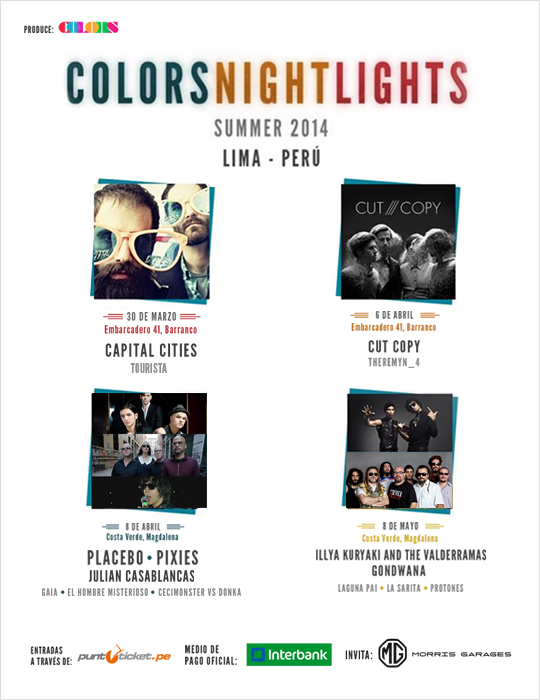 PRODUCE: COLORS
COLORSNIGHTLIGHTS
SUMMER 2014
LIMA - PERÚ
CUT///COPY
30 DE MARZO
Embarcadero 41, Barranco
CAPITAL CITIES
TOURISTA
6 DE ABRIL
Embarcadero 41, Barranco
CUT COPY
THEREMYN_4
8 DE ABRIL
Costa Verde, Magdalena
PLACEBO • PIXIES
JULIAN CASABLANCAS
GAIA • EL HOMBRE MISTERIOSO • CECIMONSTER VS DONKA
8 DE MAYO
Costa Verde, Magdalena
ILLYA KURYAKI AND THE VALDERRAMAS
GONDWANA
LAGUNA PAI • LA SARITA • PROTONES
ENTRADAS
A TRAVES DE: puntoticket.pe
MEDIO DE
PAGO OFICIAL: Interbank
INVITA: MG MORRIS GARAGES